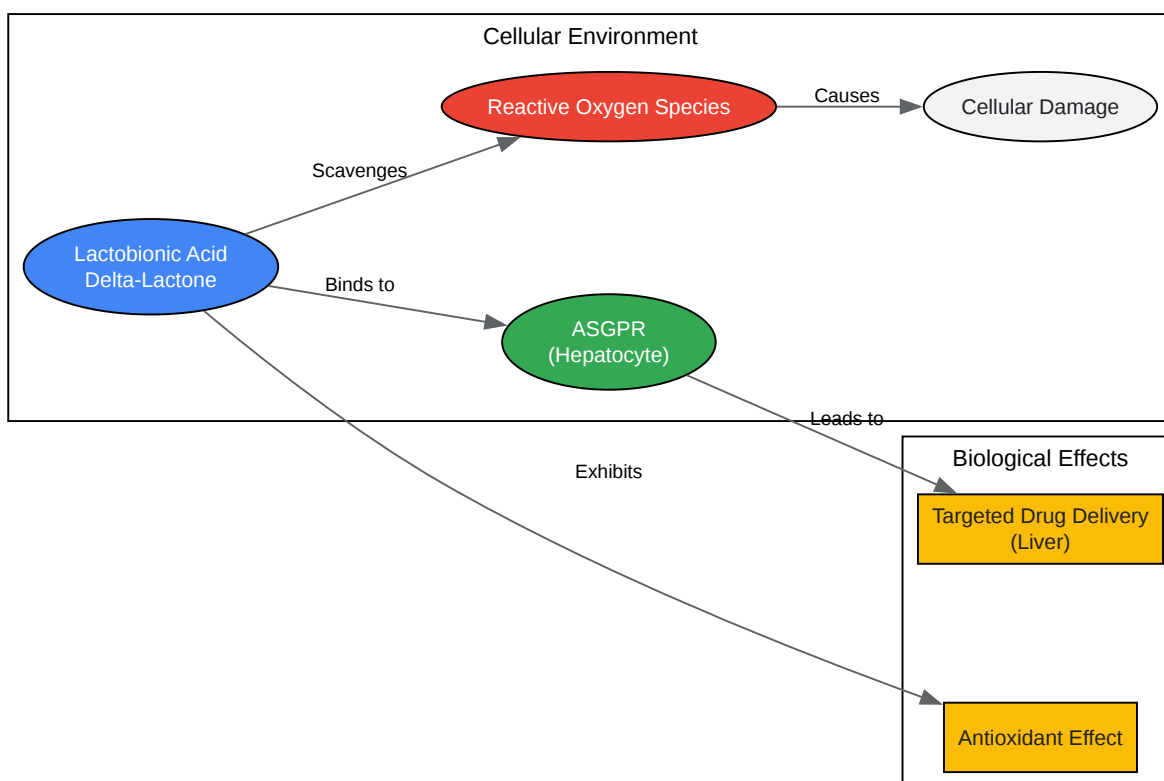 Cellular Environment
Reactive Oxygen Species
Causes
Cellular Damage
Scavenges
Lactobionic Acid
Delta-Lactone
Binds to
ASGPR
(Hepatocyte)
Leads to
Exhibits
Biological Effects
Targeted Drug Delivery
(Liver)
Antioxidant Effect